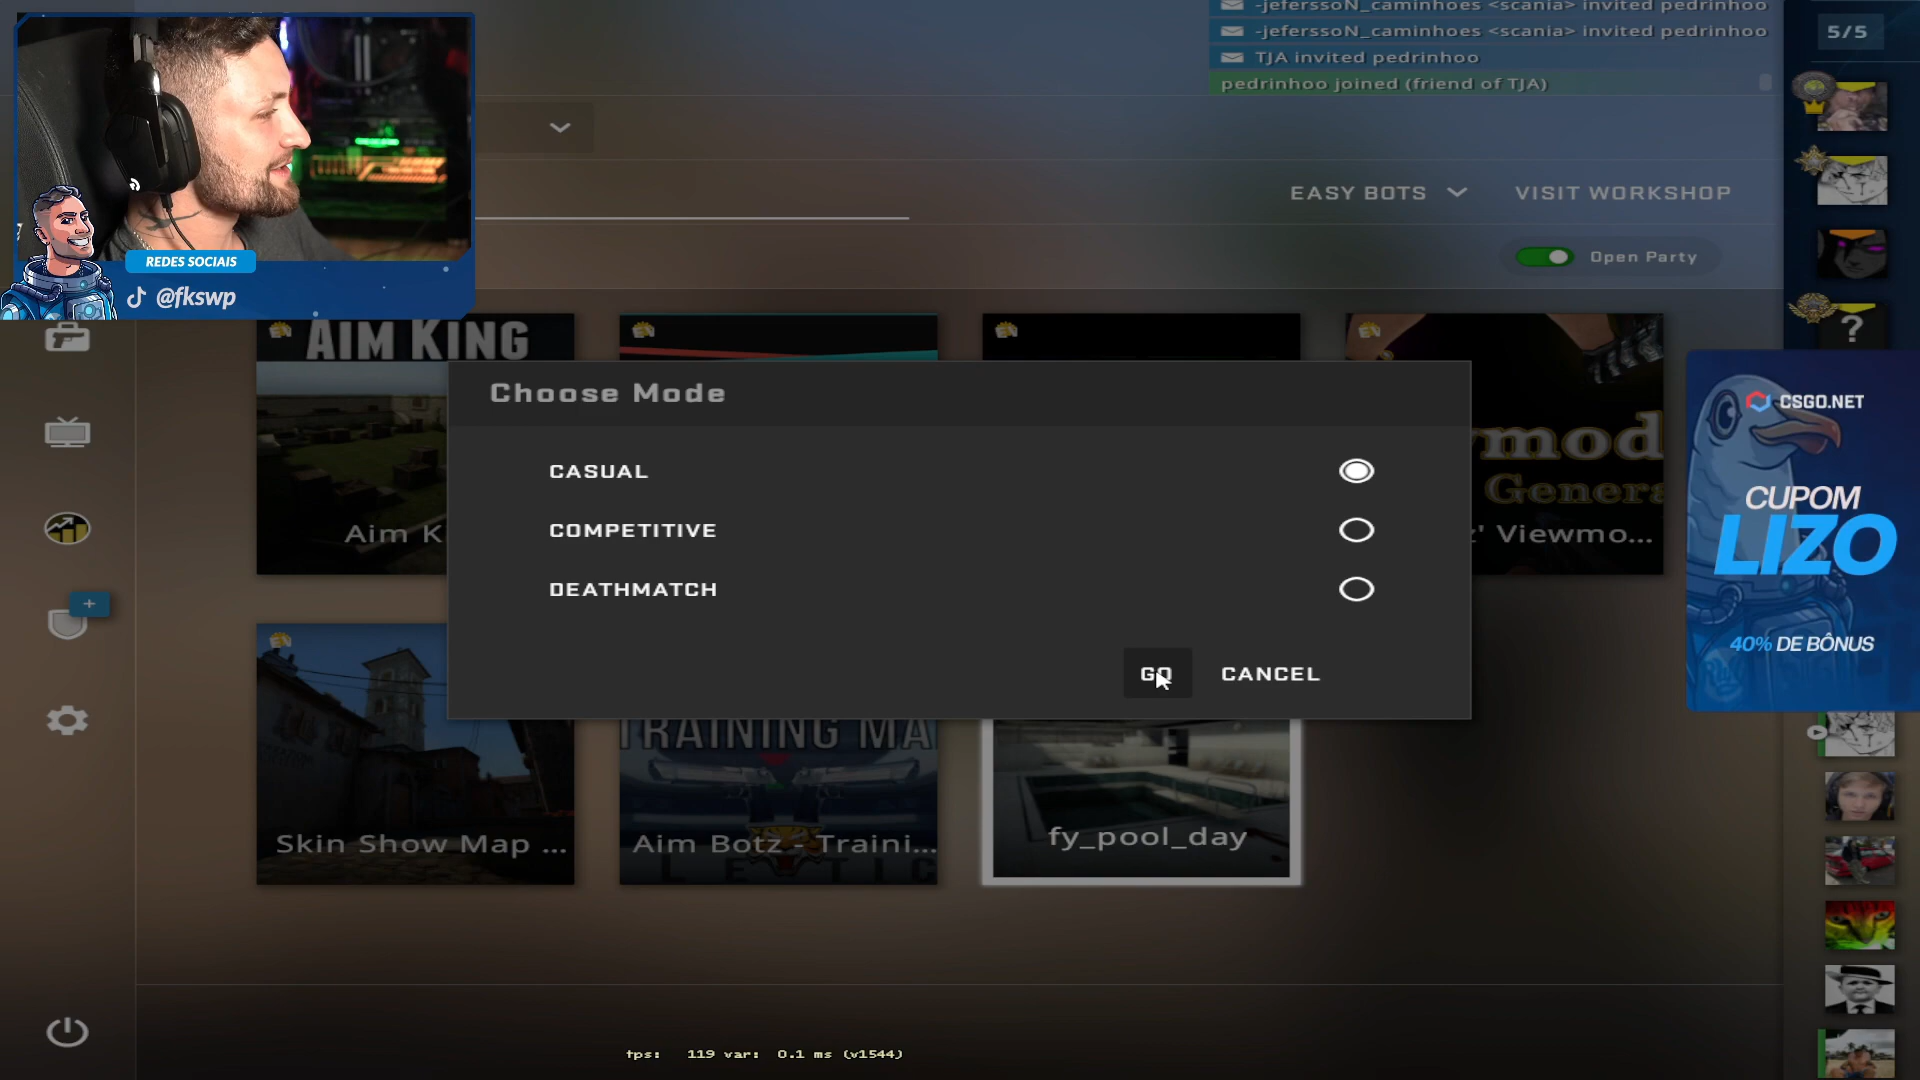 -jeferssoN_caminhoes <scania> invited pedrinhoo
-jeferssoN_caminhoes <scania> invited pedrinhoo
TJA invited pedrinhoo
pedrinhoo joined (friend of TJA)
5/5
EASY BOTS
VISIT WORKSHOP
Open Party
REDES SOCIAIS
@fkswp
AIM KING
Choose Mode
CASUAL
COMPETITIVE
DEATHMATCH
GO
CANCEL
Aim K
ymod
Genera
z' Viewmo...
CSGO.NET
CUPOM
LIZO
40% DE BÔNUS
?
+
TRAINING MA
Skin Show Map ...
Aim Botz - Traini...
fy_pool_day
fps: 119 var: 0.1 ms (v1544)